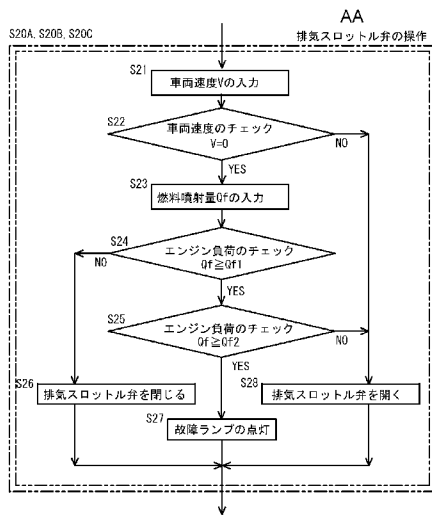 AA
S20A, S20B, S20C
排気スロットル弁の操作
S21
車両速度Vの入力
S22
車両速度のチェック
V=0
NO
YES
S23
燃料噴射量Qfの入力
S24
エンジン負荷のチェック
Qf≧Qf1
NO
YES
S25
エンジン負荷のチェック
Qf≧Qf2
NO
YES
S26
排気スロットル弁を閉じる
S28
排気スロットル弁を開く
S27
故障ランプの点灯